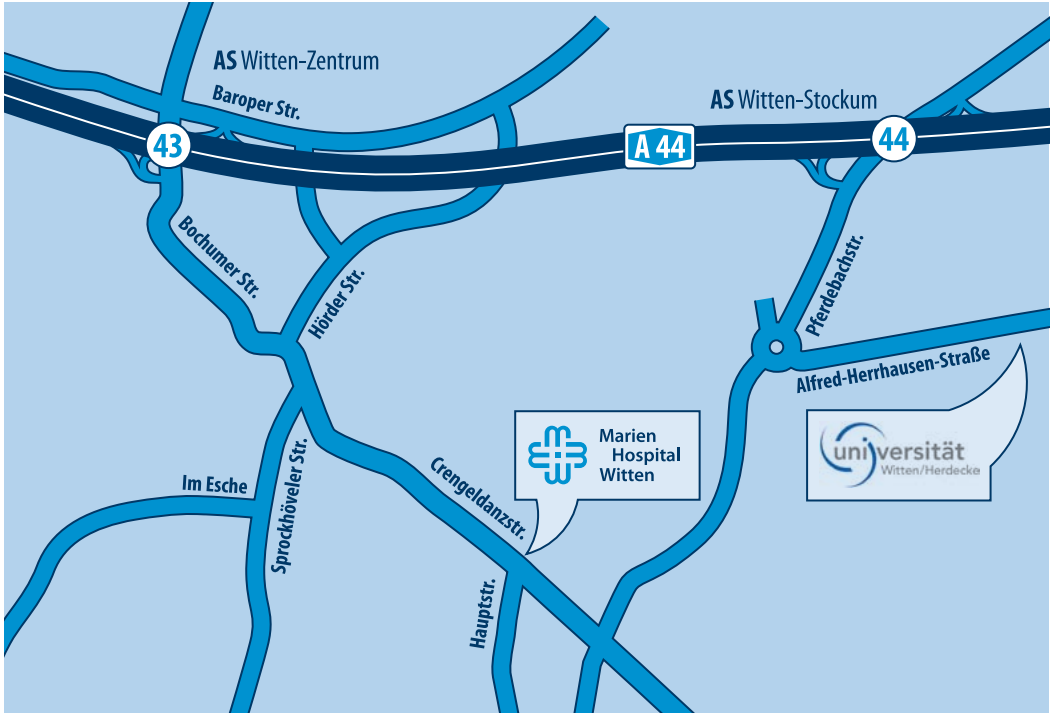 AS Witten-Zentrum
Baroper Str.
AS Witten-Stockum
43
A 44
44
Bochumer Str.
Hörder Str.
Pferdebachstr.
Alfred-Herrhausen-Straße
Marien
Hospital
Witten
universität
Witten/Herdecke
Crengeldanzstr.
Im Esche
Sprockhöveler Str.
Hauptstr.